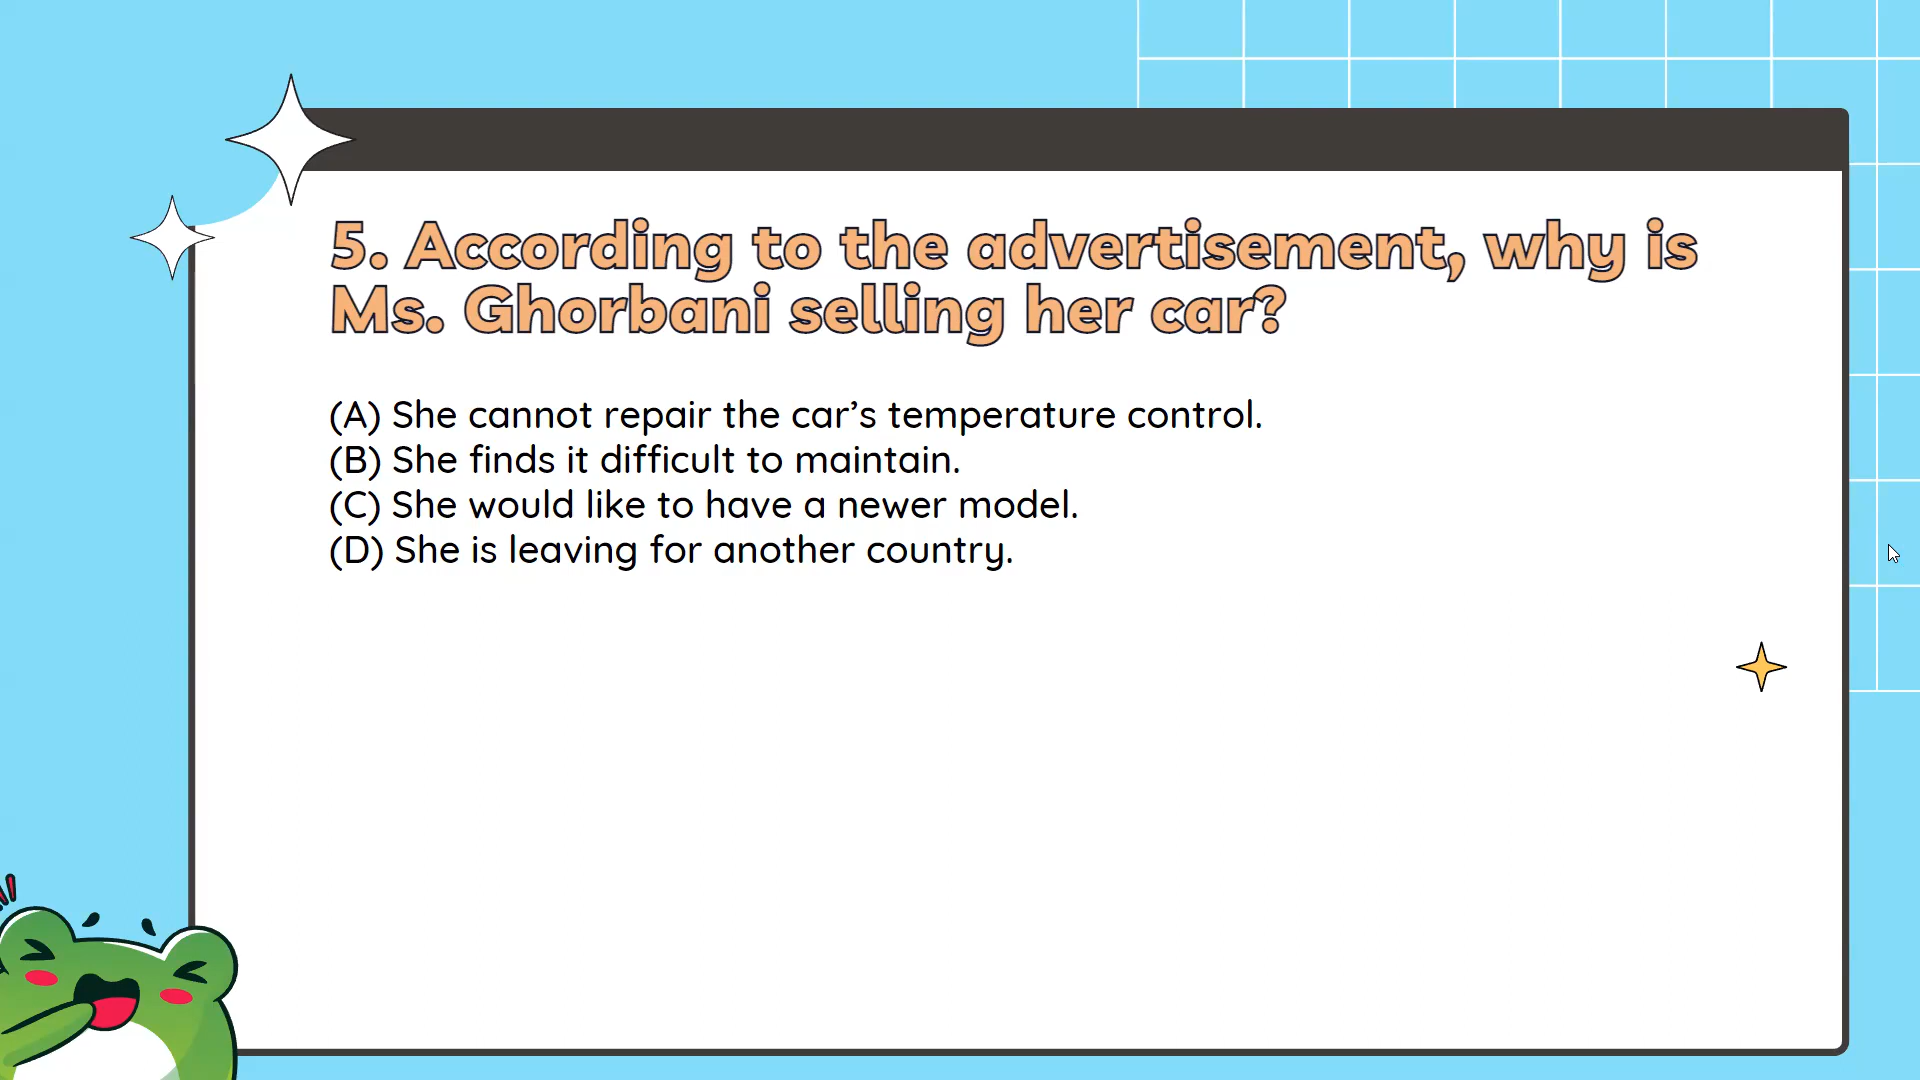 5. According to the advertisement, why is
Ms. Ghorbani selling her car?
(A) She cannot repair the car’s temperature control.
(B) She finds it difficult to maintain.
(C) She would like to have a newer model.
(D) She is leaving for another country.